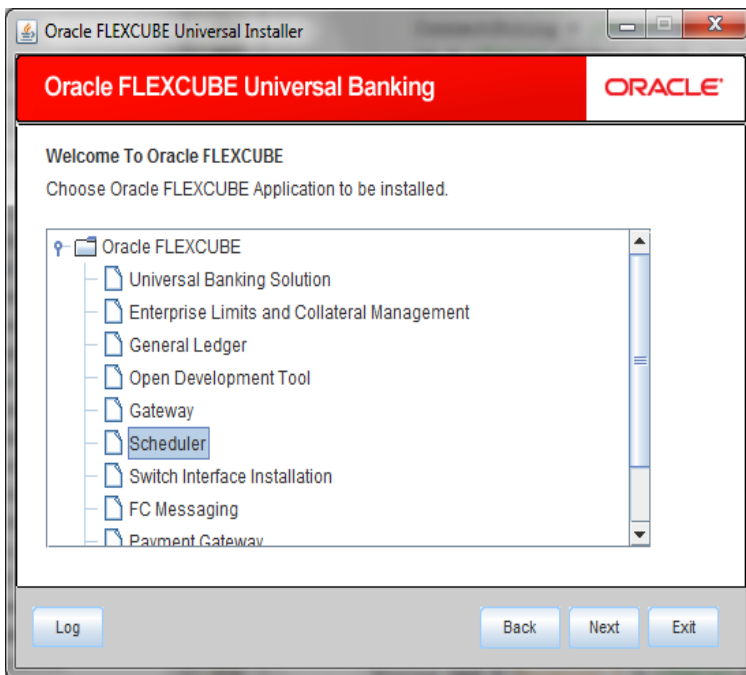 Oracle FLEXCUBE Universal Installer
Oracle FLEXCUBE Universal Banking
ORACLE'
Welcome To Oracle FLEXCUBE
Choose Oracle FLEXCUBE Application to be installed.
Oracle FLEXCUBE
Universal Banking Solution
Enterprise Limits and Collateral Management
General Ledger
Open Development Tool
Gateway
Scheduler
Switch Interface Installation
FC Messaging
Payment Gateway
Log Back Next Exit